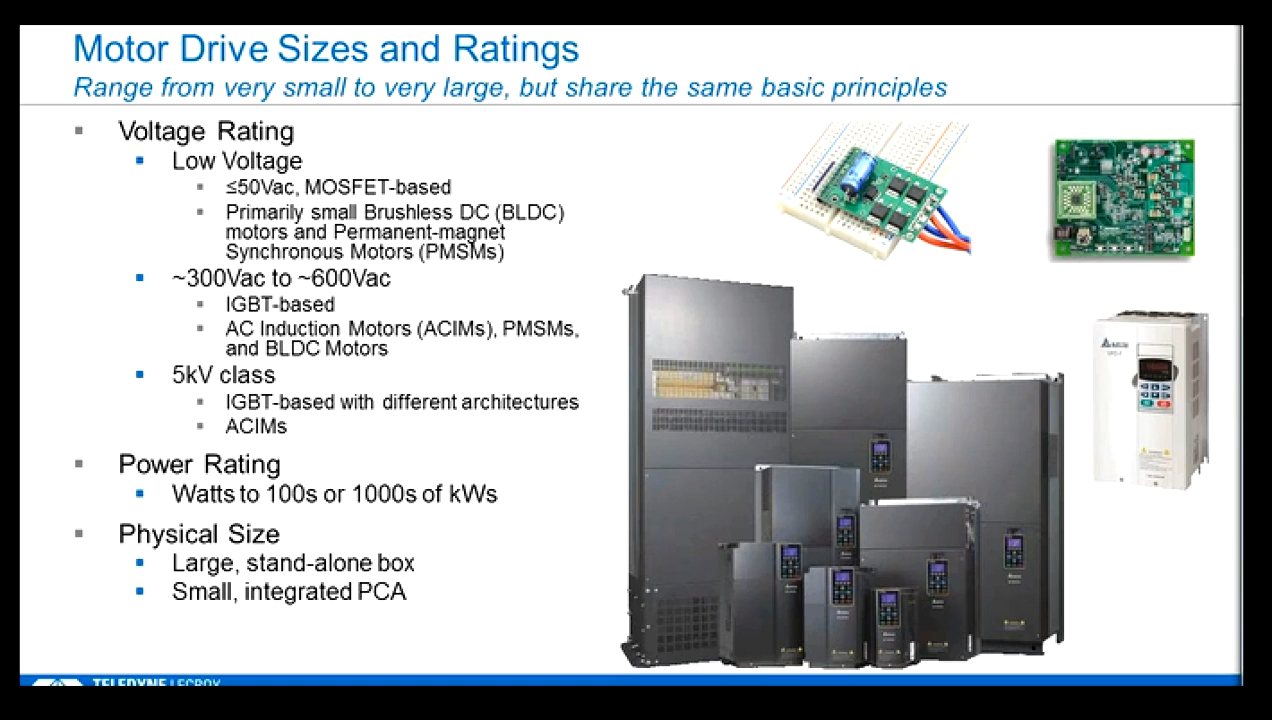 Motor Drive Sizes and Ratings
Range from very small to very large, but share the same basic principles
Voltage Rating
Low Voltage
≤50Vac, MOSFET-based
Primarily small Brushless DC (BLDC)
motors and Permanent-magnet
Synchronous Motors (PMSMs)
~300Vac to ~600Vac
IGBT-based
AC Induction Motors (ACIMs), PMSMs,
and BLDC Motors
5kV class
IGBT-based with different architectures
ACIMs
Power Rating
Watts to 100s or 1000s of kWs
Physical Size
Large, stand-alone box
Small, integrated PCA
TELEDYNE LECROY